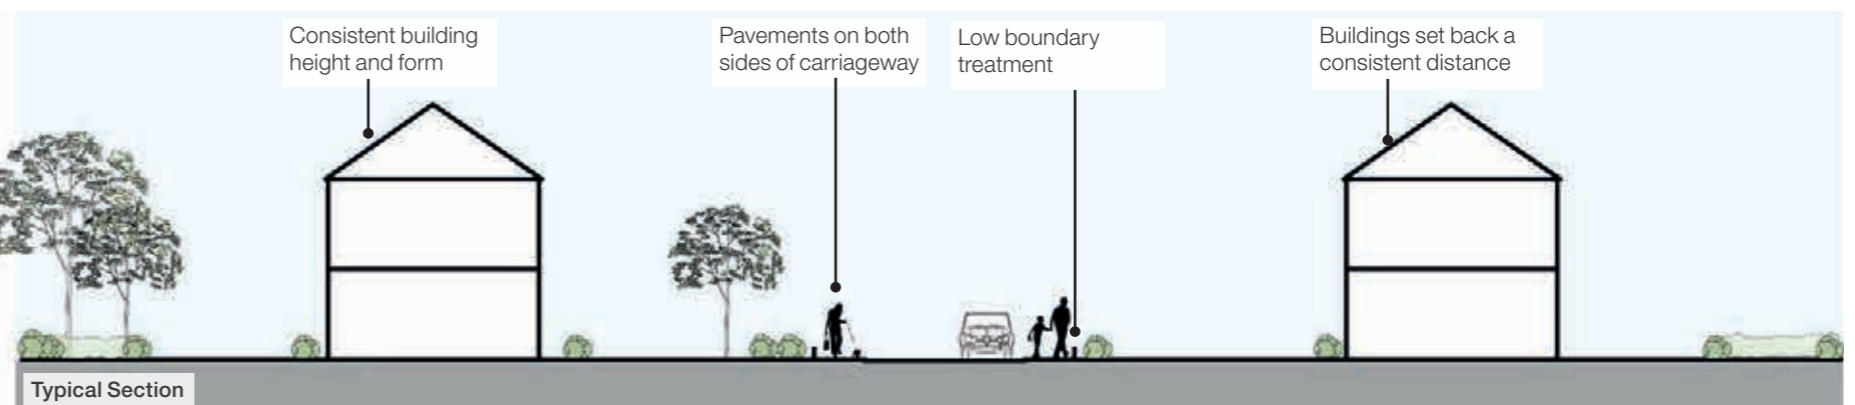 Consistent building
height and form
Pavements on both
sides of carriageway
Low boundary
treatment
Buildings set back a
consistent distance
Typical Section